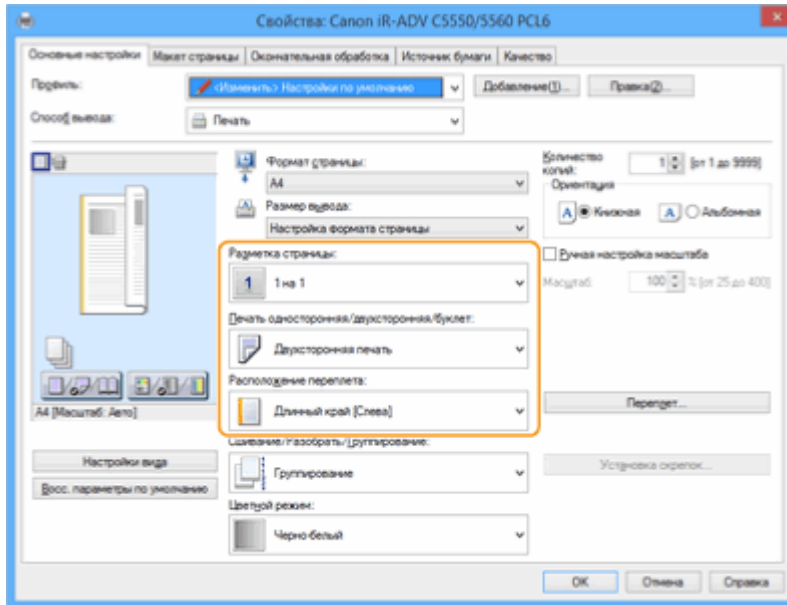 Свойства: Canon iR-ADV C5550/5560 PCL6
Основные настройки Макет страницы Окончательная обработка Источник бумаги Качество
Профиль: <Изменить> Настройки по умолчанию Добавление(1)... Правка(2)...
Способ вывода: Печать
Формат страницы:
A4
Размер вывода:
Настройка формата страницы
Количество копий: 1 [от 1 до 9999]
Ориентация
A Книжная A Альбомная
Разметка страницы:
1 1 на 1
Ручная настройка масштаба
Масштаб: 100 % [от 25 до 400]
Печать односторонняя/двухсторонняя/буклет:
Двухсторонняя печать
Расположение переплета:
Длинный край [Слева]
Переплет...
A4 [Масштаб: Авто]
Сшивание/Разобрать/Группирование:
Группирование
Установка скрепок...
Настройки вида
Восс. параметры по умолчанию
Цветной режим:
Черно белый
OK Отмена Справка